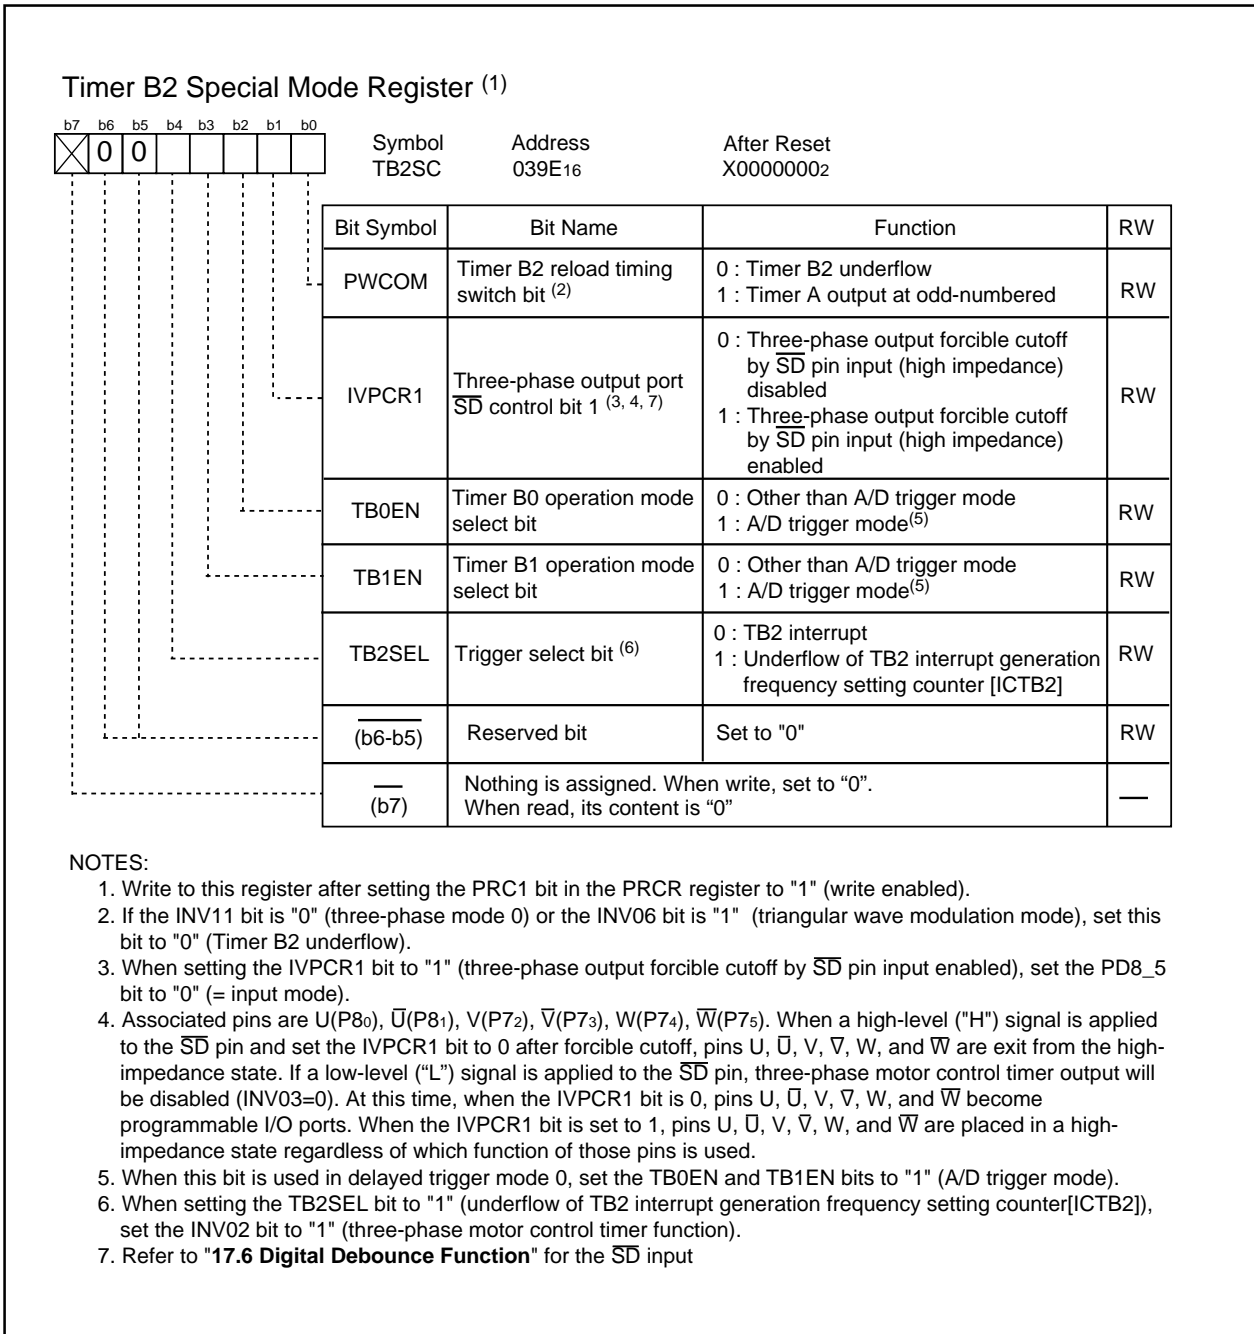 Timer B2 Special Mode Register (1)
b7 b6 b5 b4 b3 b2 b1 b0
0 0
Symbol Address After Reset
TB2SC 039E16 X00000002
Bit Symbol Bit Name Function RW
PWCOM Timer B2 reload timing switch bit (2) 0 : Timer B2 underflow
1 : Timer A output at odd-numbered RW
IVPCR1 Three-phase output port
S̅D̅ control bit 1 (3, 4, 7)
0 : Three-phase output forcible cutoff
by S̅D̅ pin input (high impedance)
disabled
1 : Three-phase output forcible cutoff
by S̅D̅ pin input (high impedance)
enabled
RW
TB0EN Timer B0 operation mode
select bit
0 : Other than A/D trigger mode
1 : A/D trigger mode(5)
RW
TB1EN Timer B1 operation mode
select bit
0 : Other than A/D trigger mode
1 : A/D trigger mode(5)
RW
TB2SEL Trigger select bit (6)
0 : TB2 interrupt
1 : Underflow of TB2 interrupt generation
frequency setting counter [ICTB2]
RW
(b6-b5) Reserved bit Set to "0" RW
(b7) Nothing is assigned. When write, set to “0”.
When read, its content is “0”
NOTES:
1. Write to this register after setting the PRC1 bit in the PRCR register to "1" (write enabled).
2. If the INV11 bit is "0" (three-phase mode 0) or the INV06 bit is "1" (triangular wave modulation mode), set this
bit to "0" (Timer B2 underflow).
3. When setting the IVPCR1 bit to "1" (three-phase output forcible cutoff by S̅D̅ pin input enabled), set the PD8_5
bit to "0" (= input mode).
4. Associated pins are U(P80), U̅(P81), V(P72), V̅(P73), W(P74), W̅(P75). When a high-level ("H") signal is applied
to the S̅D̅ pin and set the IVPCR1 bit to 0 after forcible cutoff, pins U, U̅, V, V̅, W, and W̅ are exit from the high-
impedance state. If a low-level (“L”) signal is applied to the S̅D̅ pin, three-phase motor control timer output will
be disabled (INV03=0). At this time, when the IVPCR1 bit is 0, pins U, U̅, V, V̅, W, and W̅ become
programmable I/O ports. When the IVPCR1 bit is set to 1, pins U, U̅, V, V̅, W, and W̅ are placed in a high-
impedance state regardless of which function of those pins is used.
5. When this bit is used in delayed trigger mode 0, set the TB0EN and TB1EN bits to "1" (A/D trigger mode).
6. When setting the TB2SEL bit to "1" (underflow of TB2 interrupt generation frequency setting counter[ICTB2]),
set the INV02 bit to "1" (three-phase motor control timer function).
7. Refer to "17.6 Digital Debounce Function" for the S̅D̅ input